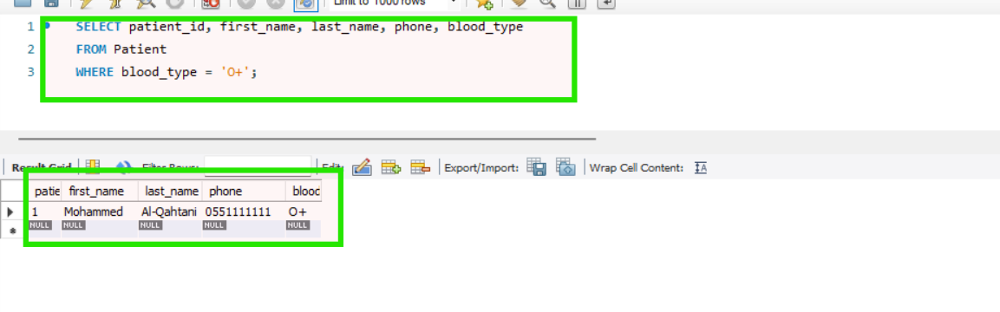 Limit to 1000 rows
1 SELECT patient_id, first_name, last_name, phone, blood_type
2 FROM Patient
3 WHERE blood_type = 'O+';
Result Grid Filter Rows: Edit: Export/Import: Wrap Cell Content: IA
patie first_name last_name phone blood
1 Mohammed Al-Qahtani 0551111111 O+
NULL NULL NULL NULL NULL